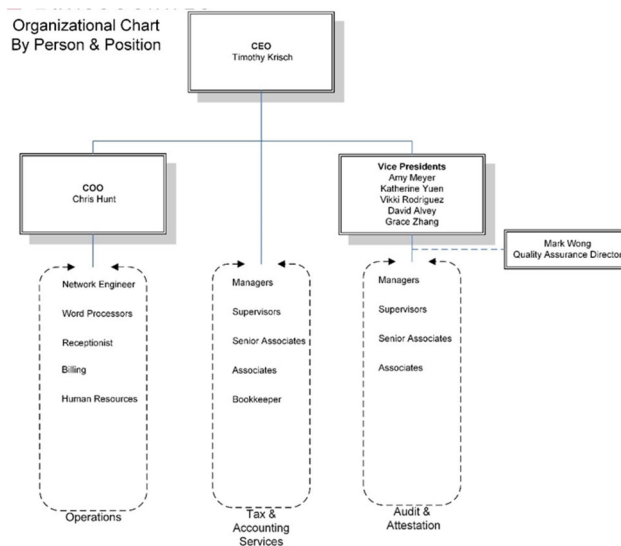 Organizational Chart
By Person & Position
CEO
Timothy Krisch
COO
Chris Hunt
Vice Presidents
Amy Meyer
Katherine Yuen
Vikki Rodriguez
David Alvey
Grace Zhang
Mark Wong
Quality Assurance Director
Network Engineer
Word Processors
Receptionist
Billing
Human Resources
Operations
Managers
Supervisors
Senior Associates
Associates
Bookkeeper
Tax &
Accounting
Services
Managers
Supervisors
Senior Associates
Associates
Audit &
Attestation